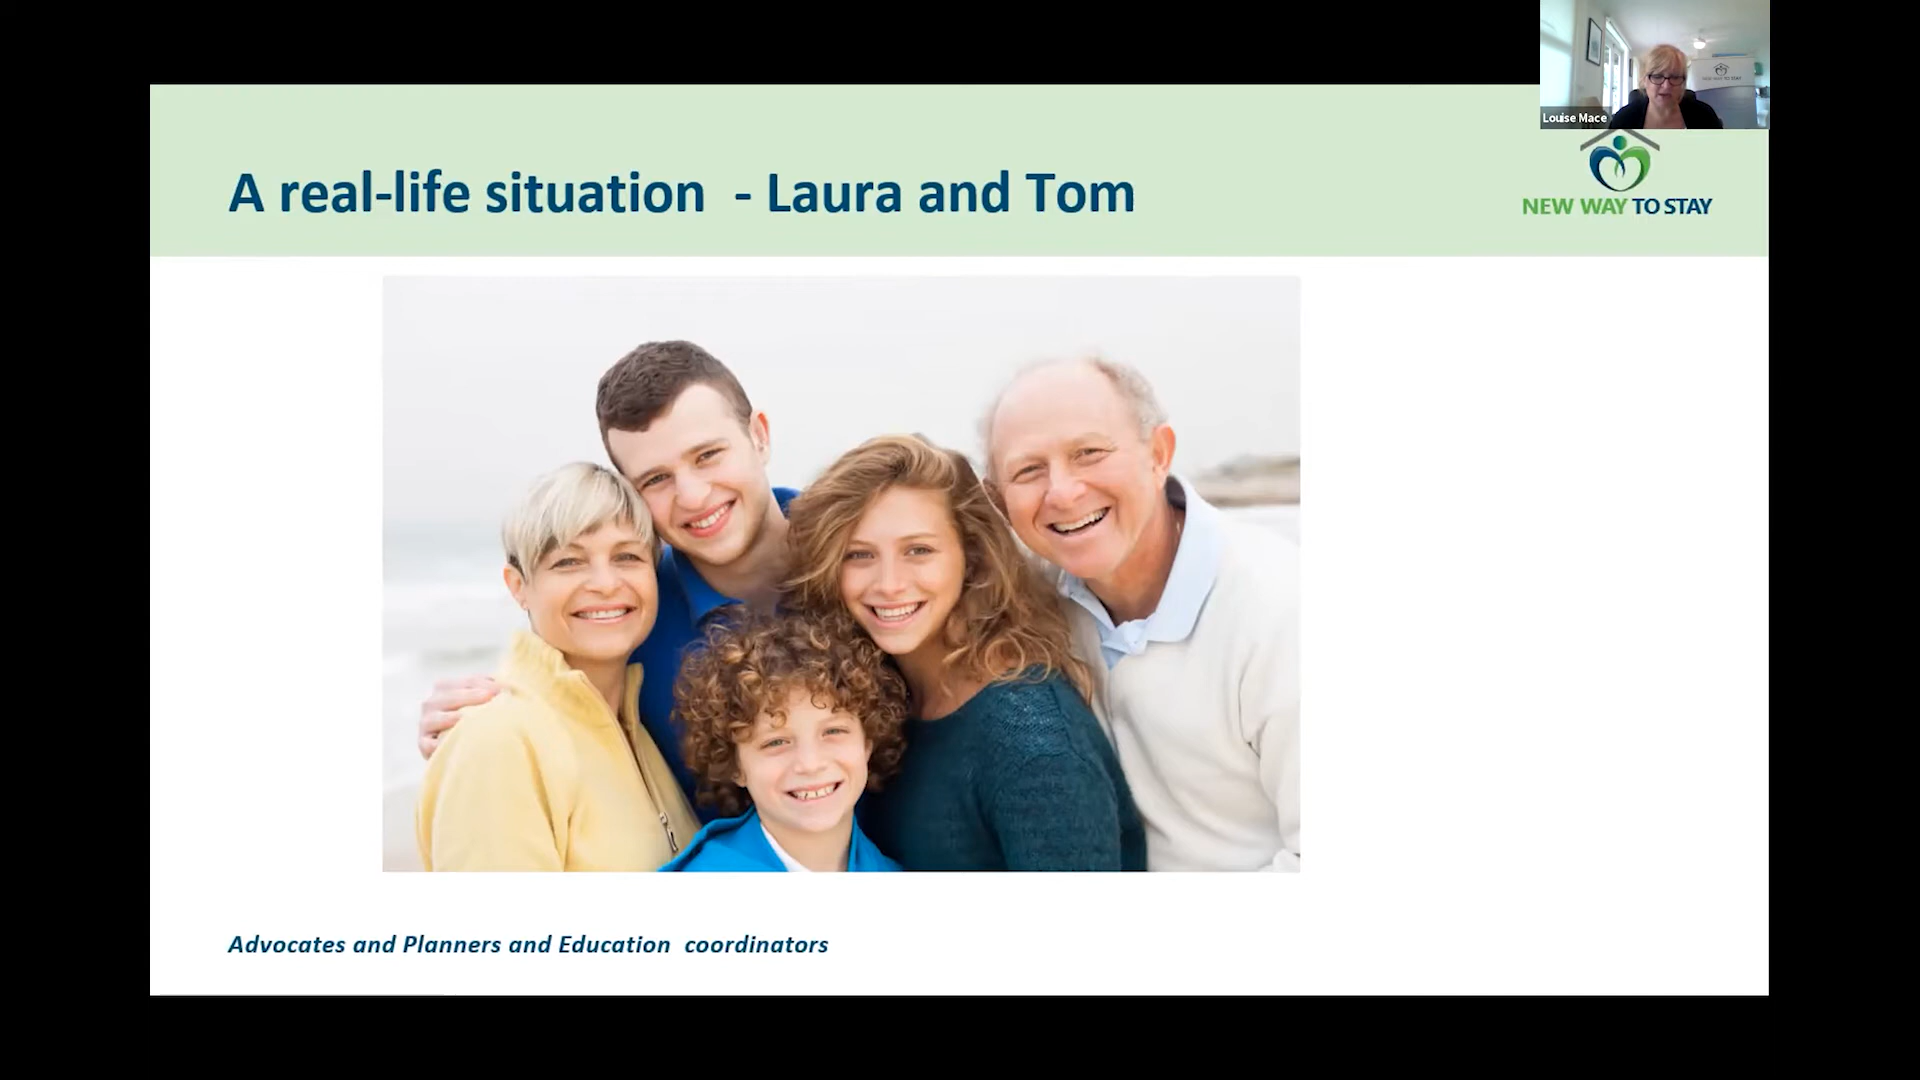 Louise Mace
A real-life situation - Laura and Tom
NEW WAY TO STAY
Advocates and Planners and Education coordinators